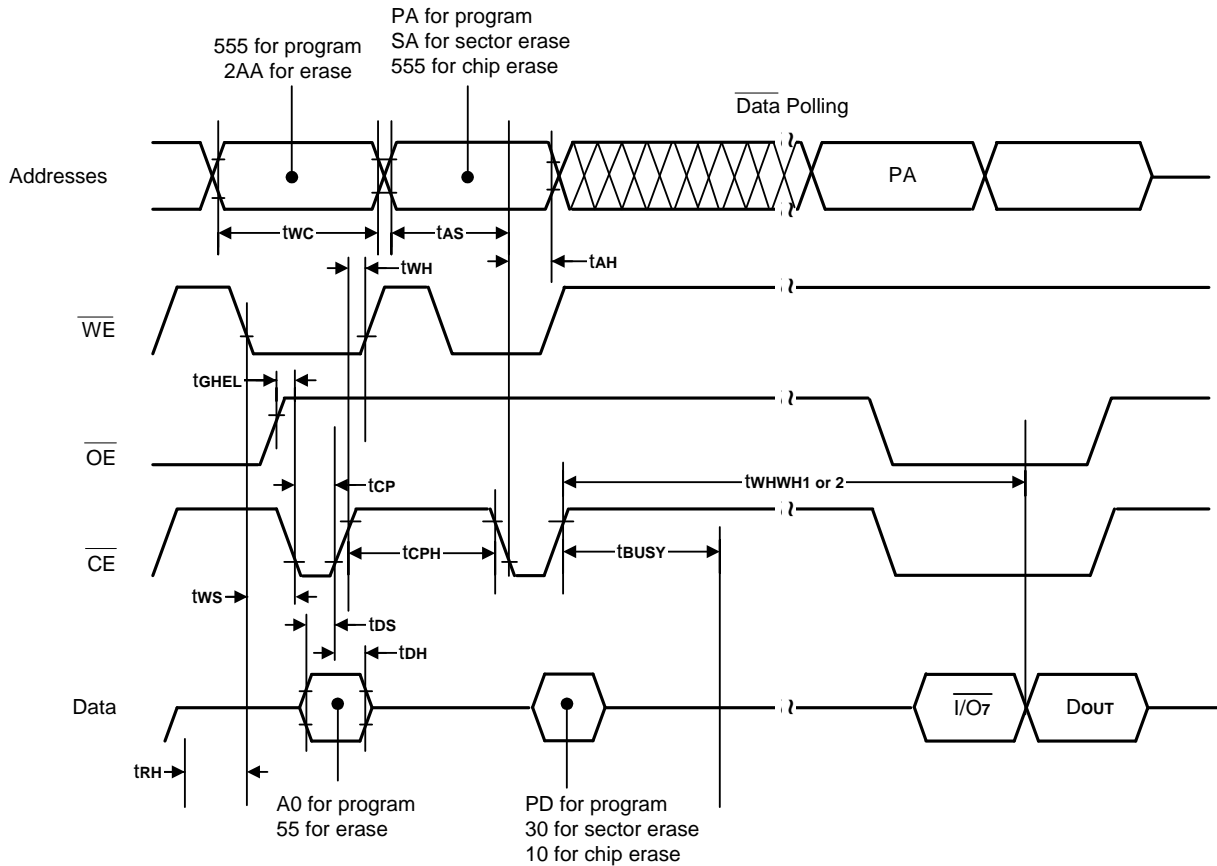 PA for program
SA for sector erase
555 for chip erase
555 for program
2AA for erase
Data Polling
Addresses
PA
tWC
tAS
tAH
tWH
WE
tGHEL
OE
tCP
tWHWH1 or 2
CE
tCPH
tBUSY
tWS
tDS
tDH
Data
I/O7
DOUT
tRH
A0 for program
55 for erase
PD for program
30 for sector erase
10 for chip erase